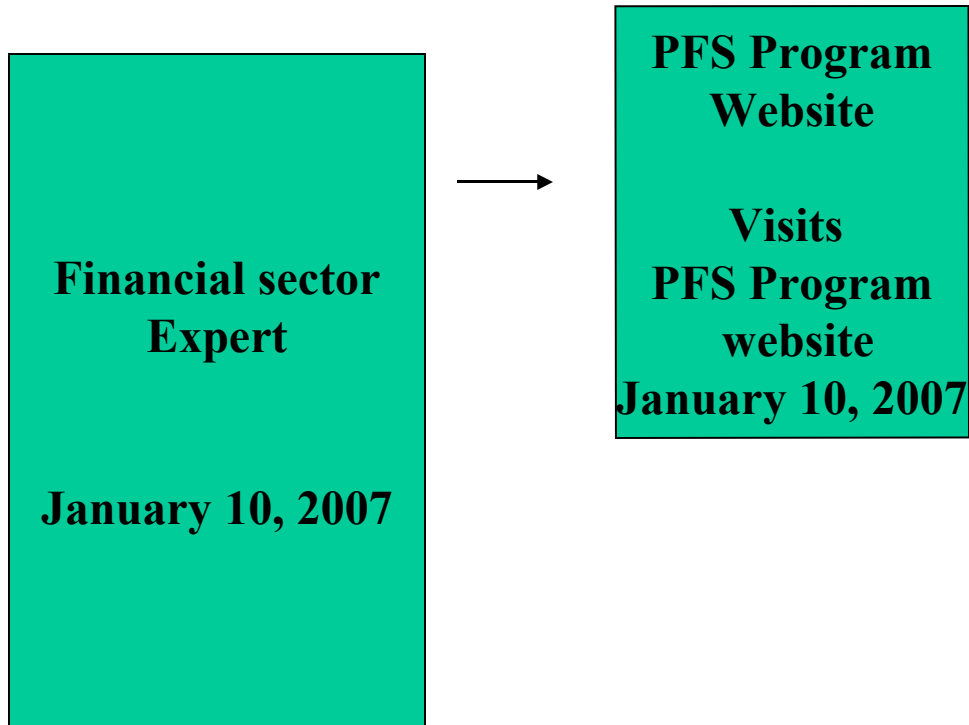 Financial sector
Expert
January 10, 2007
PFS Program
Website
Visits
PFS Program
website
January 10, 2007